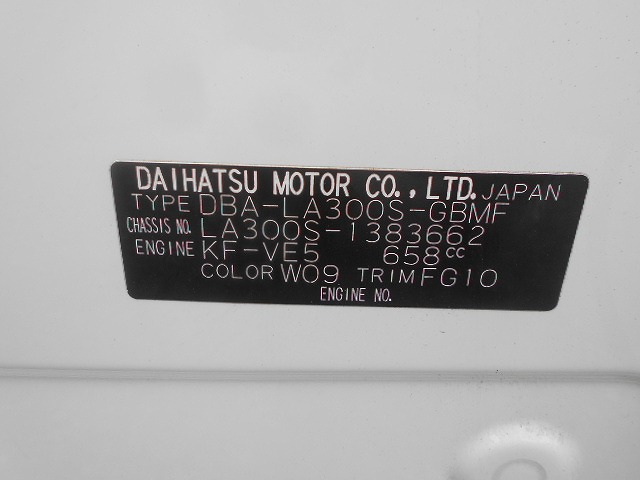 DAIHATSU MOTOR CO., LTD. JAPAN
TYPE DBA-LA300S-GBMF
CHASSIS NO. LA300S-1383662
ENGINE KF-VE5 658cc
COLOR W09 TRIM FG10
ENGINE NO.